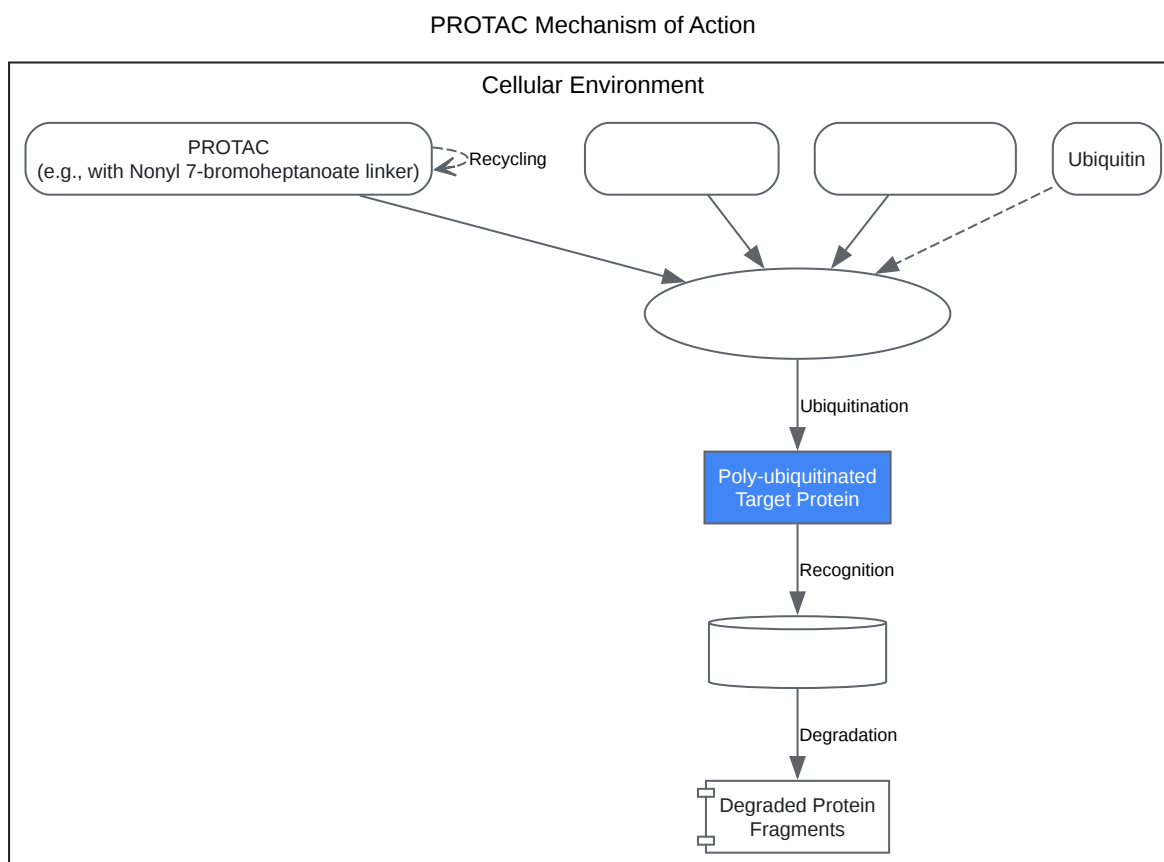 PROTAC Mechanism of Action
Cellular Environment
PROTAC
(e.g., with Nonyl 7-bromoheptanoate linker)
Recycling
Ubiquitin
Ubiquitination
Poly-ubiquitinated
Target Protein
Recognition
Degradation
Degraded Protein
Fragments